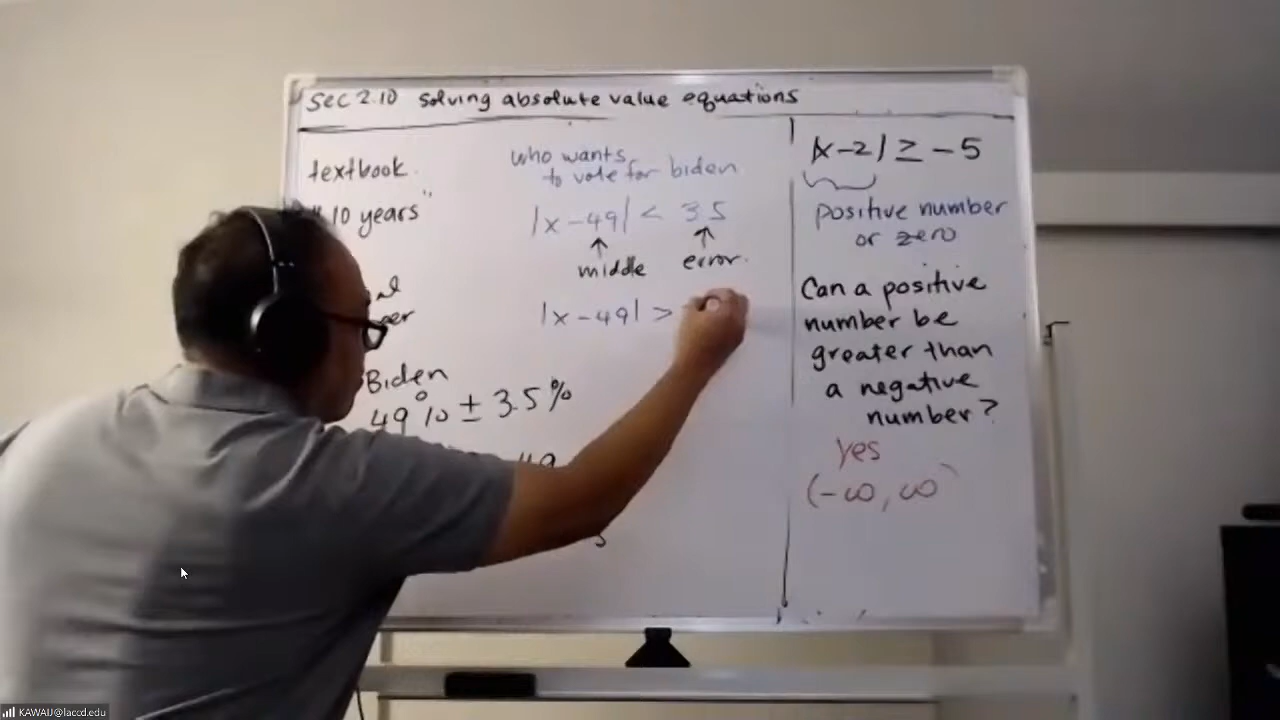 Sec 2.10 Solving absolute value equations
textbook.
"10 years"
Biden
49% ± 3.5%
who wants
to vote for biden
|x-49| < 3.5
↑ ↑
middle error.
|x-49| >
|x-2| ≥ -5
positive number
or zero
Can a positive
number be
greater than
a negative
number?
yes
(-∞, ∞)
KAWAIJ@laccd.edu